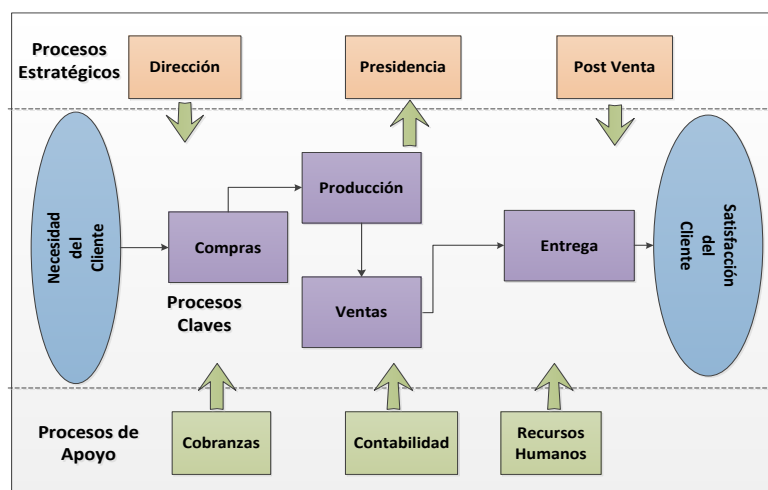 Procesos
Estratégicos
Dirección
Presidencia
Post Venta
Necesidad
del
Cliente
Compras
Producción
Ventas
Entrega
Satisfacción
del
Cliente
Procesos
Claves
Procesos de
Apoyo
Cobranzas
Contabilidad
Recursos
Humanos